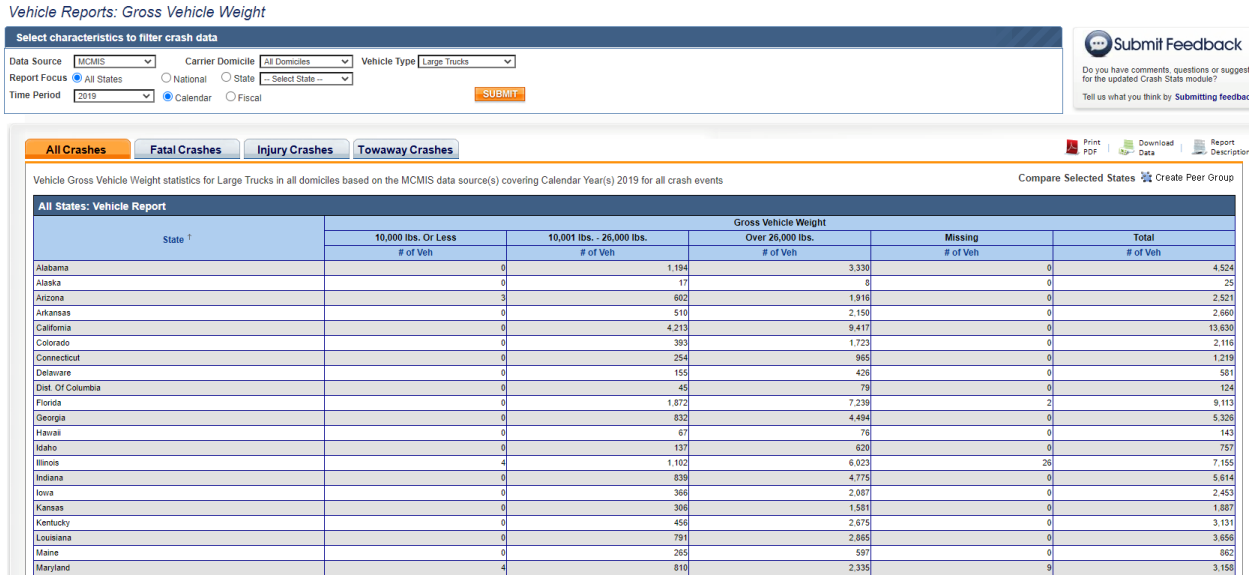 Vehicle Reports: Gross Vehicle Weight
Select characteristics to filter crash data
Data Source MCMIS Carrier Domicile All Domiciles Vehicle Type Large Trucks
Report Focus All States National State -- Select State --
Time Period 2019 Calendar Fiscal SUBMIT
Submit Feedback
Do you have comments, questions or suggest
for the updated Crash Stats module?
Tell us what you think by Submitting feedbac
All Crashes Fatal Crashes Injury Crashes Towaway Crashes
Print PDF Download Data Report Description
Vehicle Gross Vehicle Weight statistics for Large Trucks in all domiciles based on the MCMIS data source(s) covering Calendar Year(s) 2019 for all crash events
Compare Selected States Create Peer Group
All States: Vehicle Report
State † Gross Vehicle Weight
10,000 lbs. Or Less 10,001 lbs. - 26,000 lbs. Over 26,000 lbs. Missing Total
# of Veh # of Veh # of Veh # of Veh # of Veh
Alabama 0 1,194 3,330 0 4,524
Alaska 0 17 8 0 25
Arizona 3 602 1,916 0 2,521
Arkansas 0 510 2,150 0 2,660
California 0 4,213 9,417 0 13,630
Colorado 0 393 1,723 0 2,116
Connecticut 0 254 965 0 1,219
Delaware 0 155 426 0 581
Dist. Of Columbia 0 45 79 0 124
Florida 0 1,872 7,239 2 9,113
Georgia 0 832 4,494 0 5,326
Hawaii 0 67 76 0 143
Idaho 0 137 620 0 757
Illinois 4 1,102 6,023 26 7,155
Indiana 0 839 4,775 0 5,614
Iowa 0 366 2,087 0 2,453
Kansas 0 306 1,581 0 1,887
Kentucky 0 456 2,675 0 3,131
Louisiana 0 791 2,865 0 3,656
Maine 0 265 597 0 862
Maryland 4 810 2,335 9 3,158